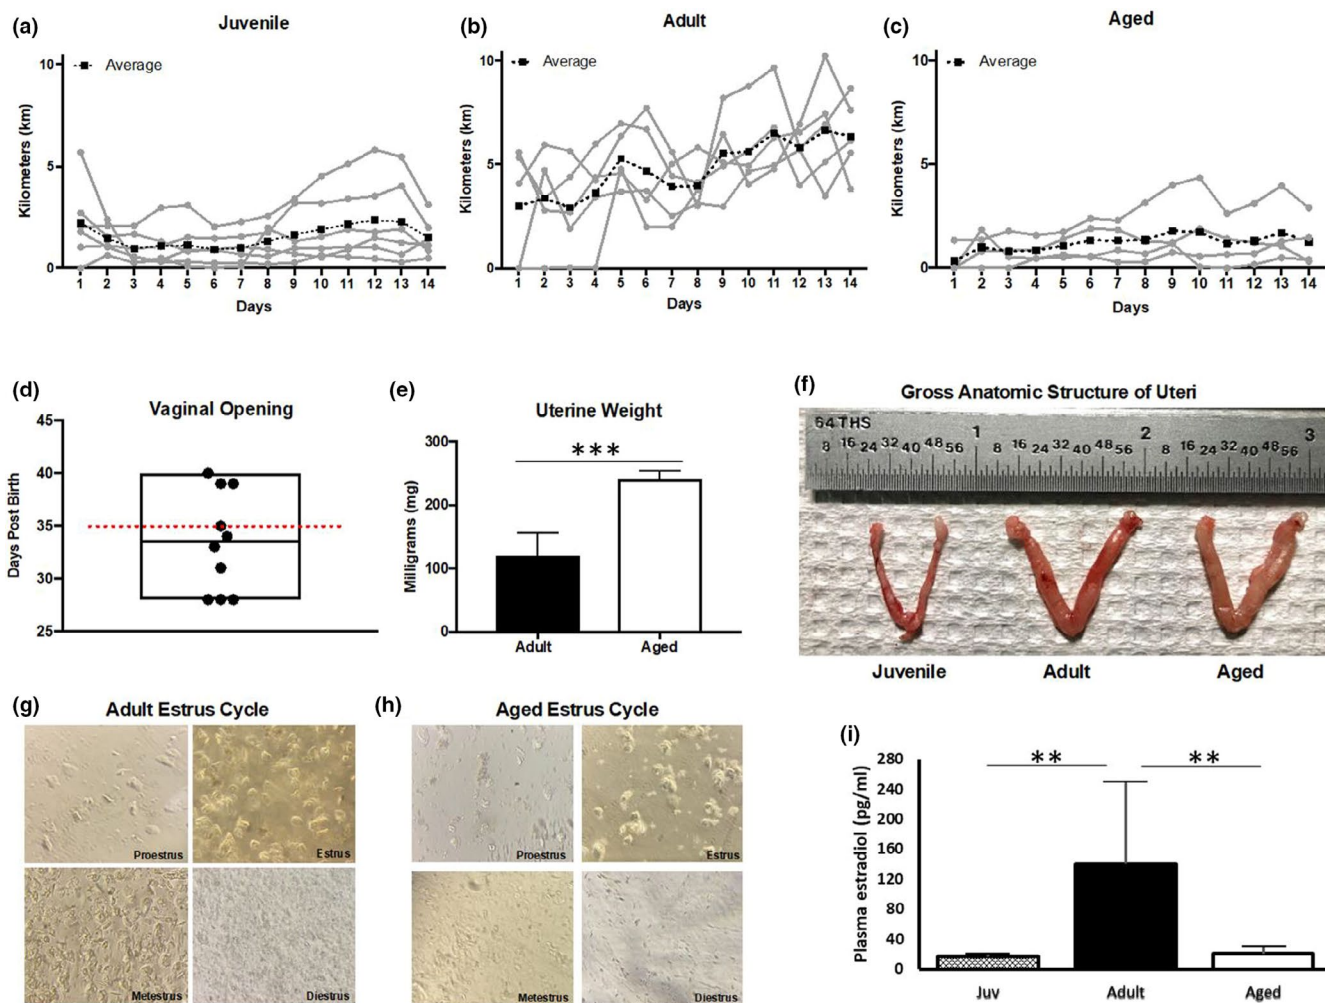 (a)
Juvenile
Average
Kilometers (km)
10
5
0
1 2 3 4 5 6 7 8 9 10 11 12 13 14
Days
(b)
Adult
Average
Kilometers (km)
10
5
0
1 2 3 4 5 6 7 8 9 10 11 12 13 14
Days
(c)
Aged
Average
Kilometers (km)
10
5
0
1 2 3 4 5 6 7 8 9 10 11 12 13 14
Days
(d)
Vaginal Opening
Days Post Birth
45
40
35
30
25
(e)
Uterine Weight
Milligrams (mg)
300
200
100
0
***
Adult Aged
(f)
Gross Anatomic Structure of Uteri
64 THS
8 16 24 32 40 48 56 1 8 16 24 32 40 48 56 2 8 16 24 32 40 48 56 3
Juvenile Adult Aged
(g)
Adult Estrus Cycle
Proestrus Estrus
Metestrus Diestrus
(h)
Aged Estrus Cycle
Proestrus Estrus
Metestrus Diestrus
(i)
Plasma estradiol (pg/ml)
280
240
200
160
120
80
40
0
** **
Juv Adult Aged